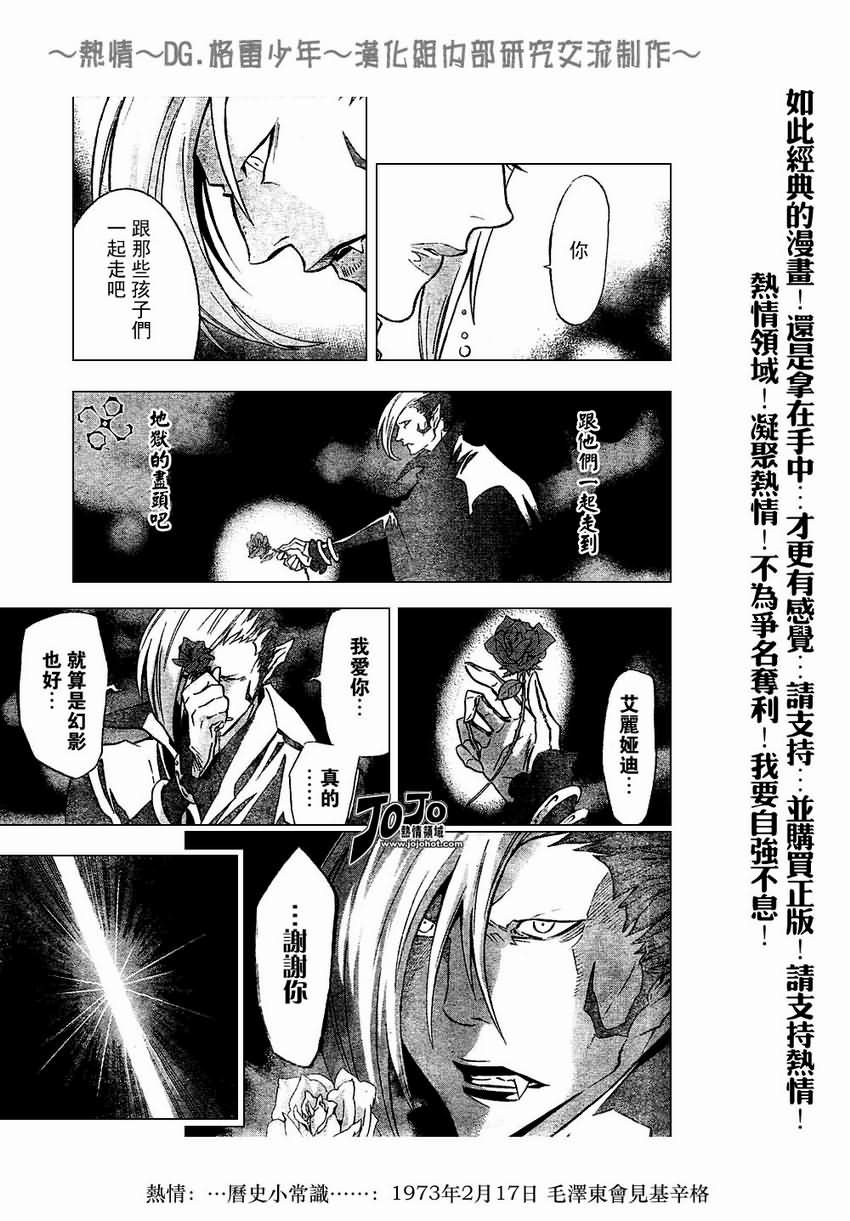 ～熱情～DG.格雷少年～漢化組內部研究交流制作～
如此經典的漫畫！還是拿在手中…才更有感覺…請支持…並購買正版！請支持熱情！
熱情領域！凝聚熱情！不為爭名奪利！我要自強不息！
你
跟那些孩子們
一起走吧
跟他們一起走到
地獄的盡頭吧
艾麗婭迪…
我愛你…
真的
……
就算是幻影
也好…
JOJO
熱情領域
www.jojohot.com
…謝謝你
熱情：…曆史小常識……：1973年2月17日 毛澤東會見基辛格